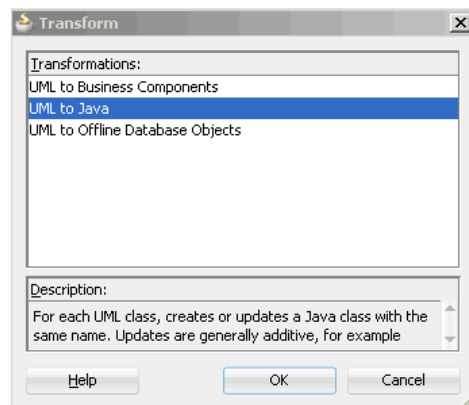 Transform
Transformations:
UML to Business Components
UML to Java
UML to Offline Database Objects
Description:
For each UML class, creates or updates a Java class with the
same name. Updates are generally additive, for example
Help OK Cancel